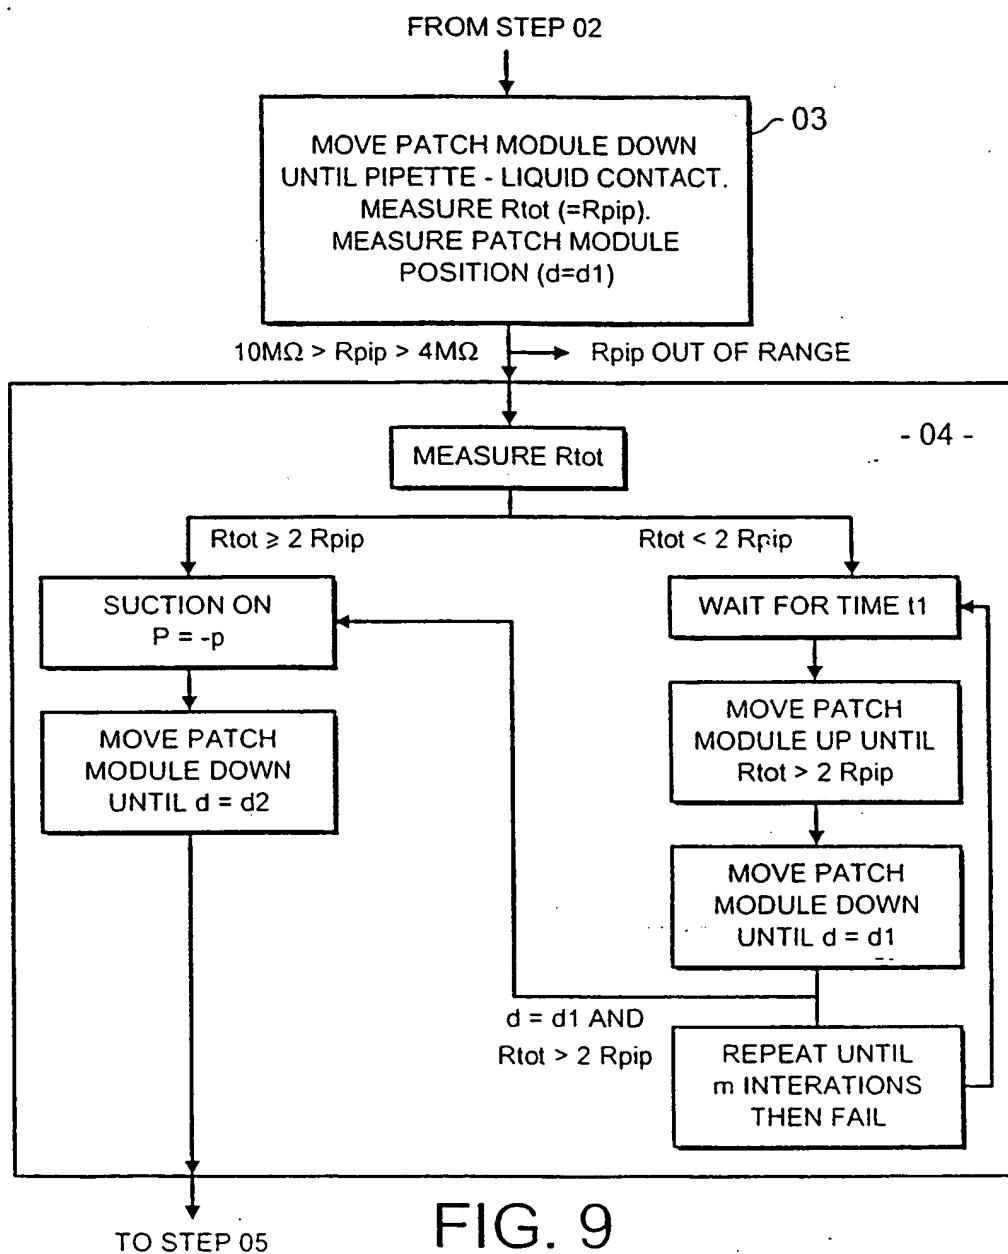 FROM STEP 02
03
MOVE PATCH MODULE DOWN
UNTIL PIPETTE - LIQUID CONTACT.
MEASURE Rtot (=Rpip).
MEASURE PATCH MODULE
POSITION (d=d1)
10MΩ > Rpip > 4MΩ
Rpip OUT OF RANGE
- 04 -
MEASURE Rtot
Rtot ⩾ 2 Rpip
Rtot < 2 Rpip
SUCTION ON
P = -p
MOVE PATCH
MODULE DOWN
UNTIL d = d2
WAIT FOR TIME t1
MOVE PATCH
MODULE UP UNTIL
Rtot > 2 Rpip
MOVE PATCH
MODULE DOWN
UNTIL d = d1
d = d1 AND
Rtot > 2 Rpip
REPEAT UNTIL
m INTERATIONS
THEN FAIL
TO STEP 05
FIG. 9